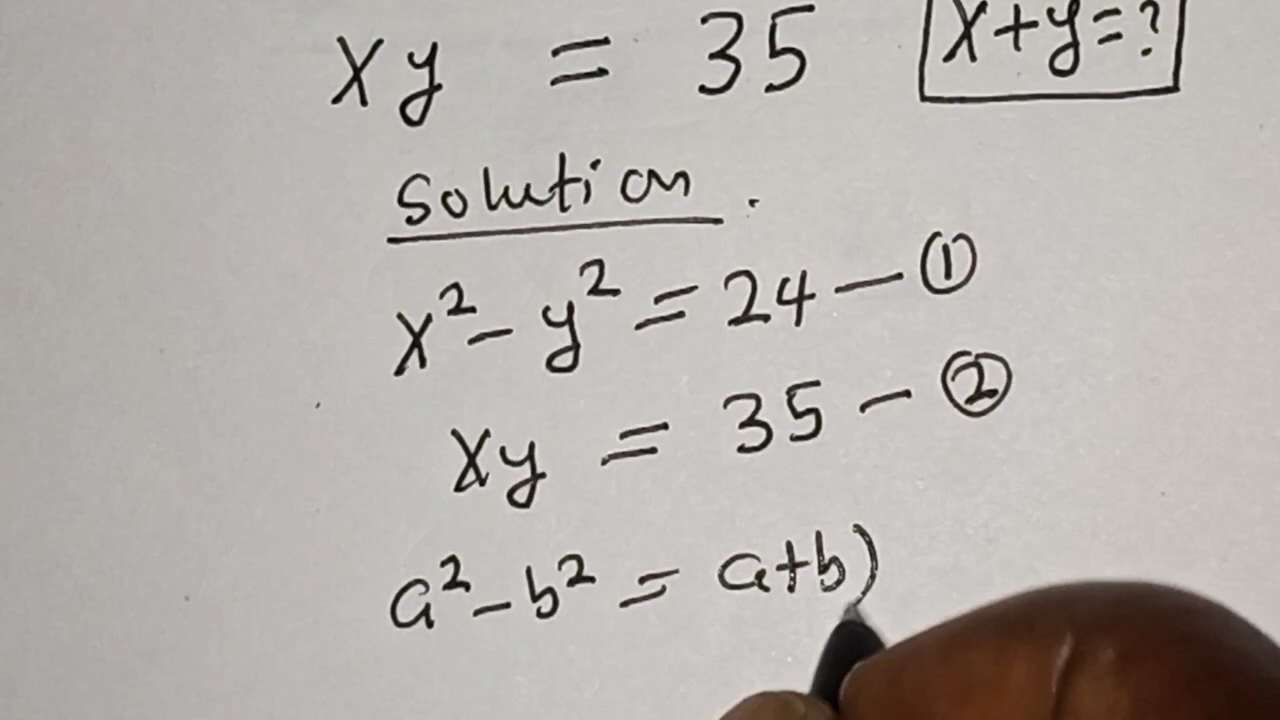 xy = 35 x+y=?
Solution.
x² - y² = 24 — ①
xy = 35 — ②
a² - b² = a+b)